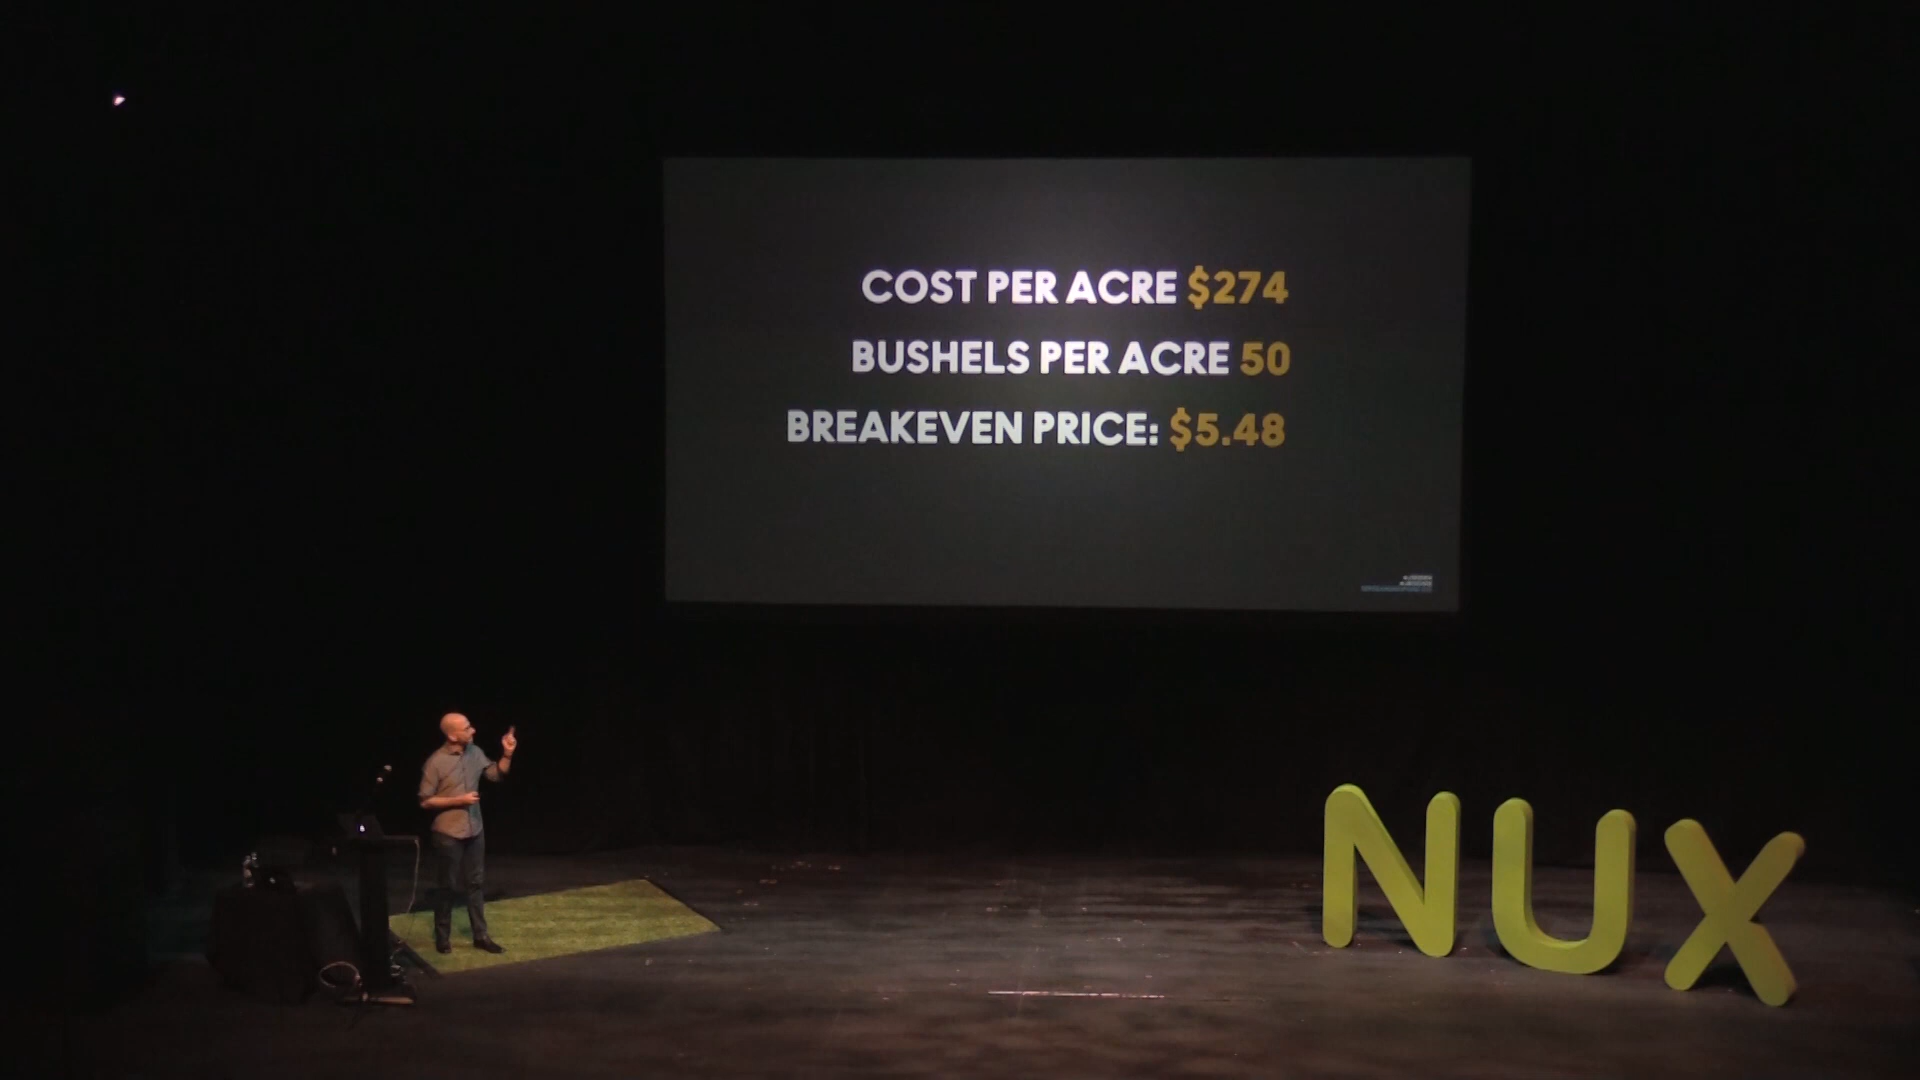 COST PER ACRE $274
BUSHELS PER ACRE 50
BREAKEVEN PRICE: $5.48
NUX